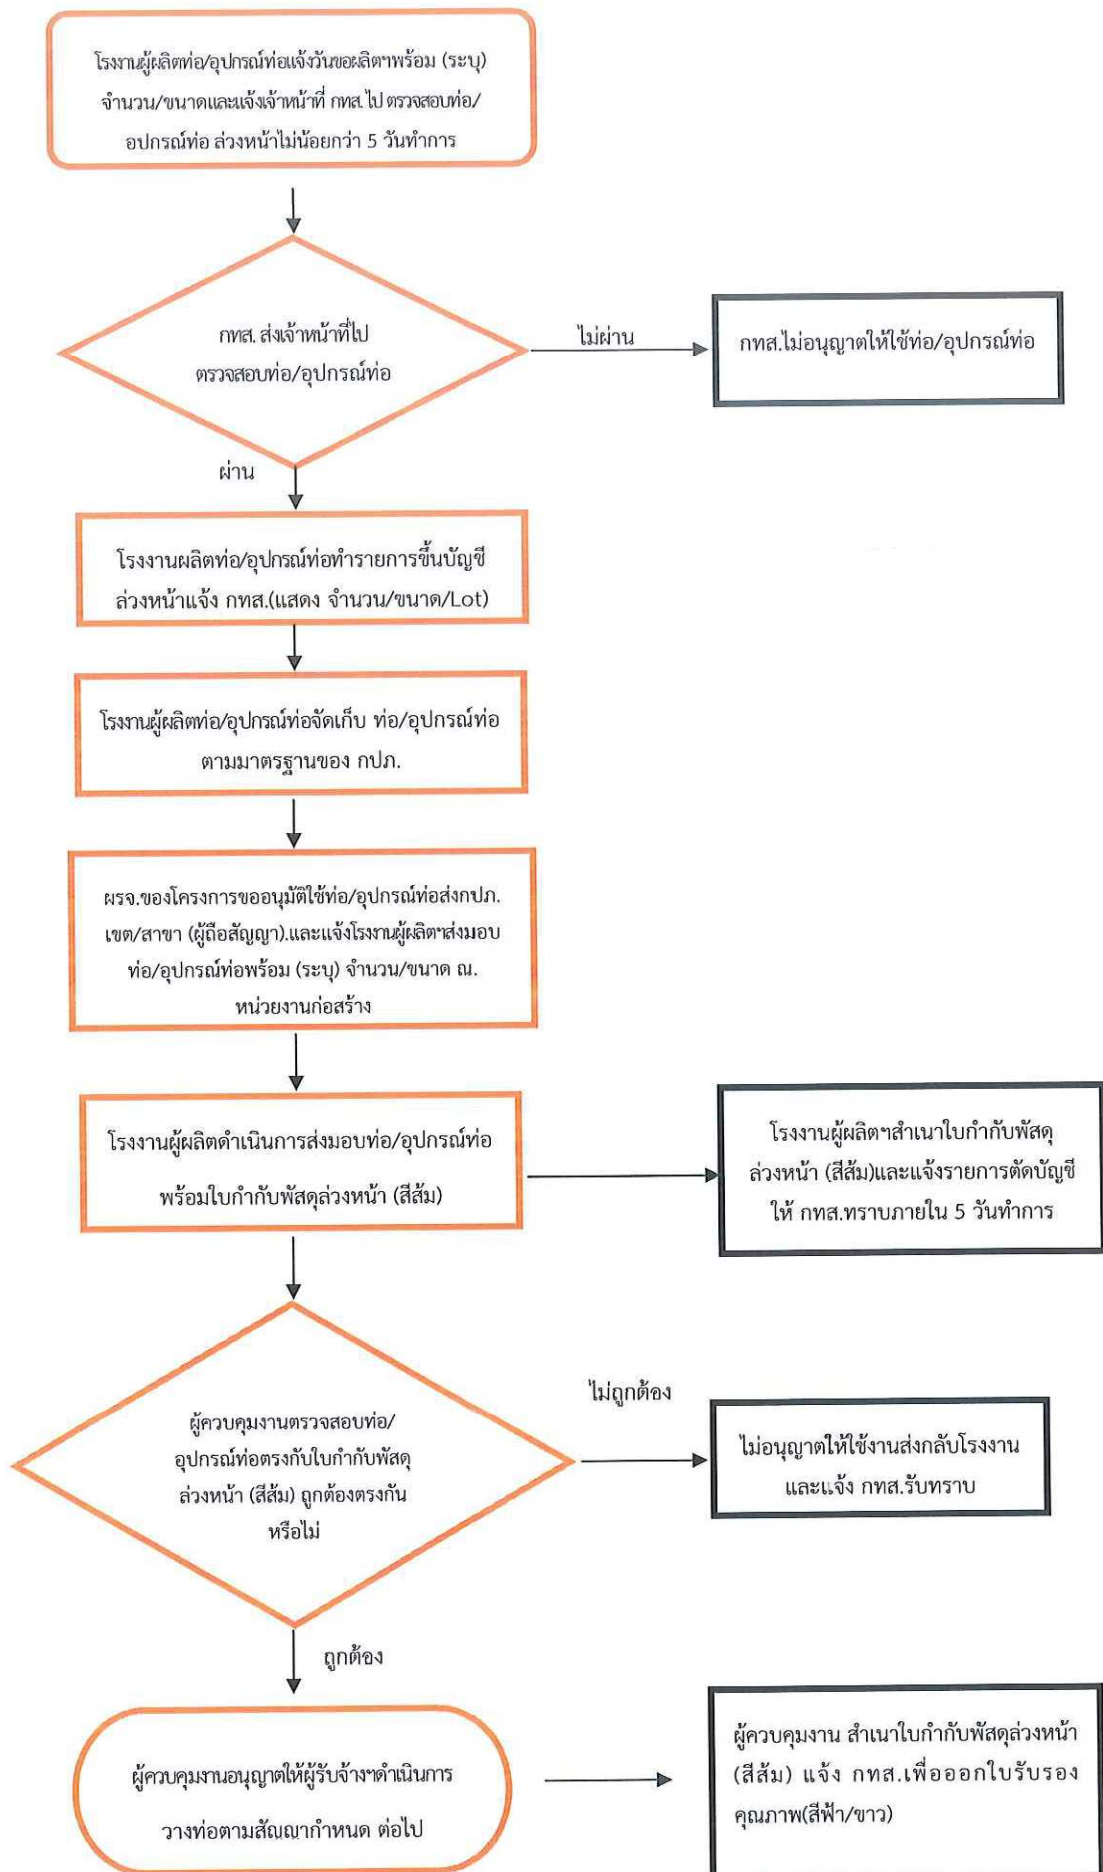 โรงงานผู้ผลิตท่อ/อุปกรณ์ท่อแจ้งวันขอผลิตฯพร้อม (ระบุ)
จำนวน/ขนาดและแจ้งเจ้าหน้าที่ กทส. ไป ตรวจสอบท่อ/
อปกรณ์ท่อ ล่วงหน้าไม่น้อยกว่า 5 วันทำการ
กทส. ส่งเจ้าหน้าที่ไป
ตรวจสอบท่อ/อุปกรณ์ท่อ
ไม่ผ่าน
กทส.ไม่อนุญาตให้ใช้ท่อ/อุปกรณ์ท่อ
ผ่าน
โรงงานผลิตท่อ/อุปกรณ์ท่อทำรายการขึ้นบัญชี
ล่วงหน้าแจ้ง กทส.(แสดง จำนวน/ขนาด/Lot)
โรงงานผู้ผลิตท่อ/อุปกรณ์ท่อจัดเก็บ ท่อ/อุปกรณ์ท่อ
ตามมาตรฐานของ กปภ.
ผรจ.ของโครงการขออนุมัติใช้ท่อ/อุปกรณ์ท่อส่งกปภ.
เขต/สาขา (ผู้ถือสัญญา).และแจ้งโรงงานผู้ผลิตฯส่งมอบ
ท่อ/อุปกรณ์ท่อพร้อม (ระบุ) จำนวน/ขนาด ณ.
หน่วยงานก่อสร้าง
โรงงานผู้ผลิตดำเนินการส่งมอบท่อ/อุปกรณ์ท่อ
พร้อมใบกำกับพัสดุล่วงหน้า (สีส้ม)
โรงงานผู้ผลิตฯสำเนาใบกำกับพัสดุ
ล่วงหน้า (สีส้ม)และแจ้งรายการตัดบัญชี
ให้ กทส.ทราบภายใน 5 วันทำการ
ผู้ควบคุมงานตรวจสอบท่อ/
อุปกรณ์ท่อตรงกับใบกำกับพัสดุ
ล่วงหน้า (สีส้ม) ถูกต้องตรงกัน
หรือไม่
ไม่ถูกต้อง
ไม่อนุญาตให้ใช้งานส่งกลับโรงงาน
และแจ้ง กทส.รับทราบ
ถูกต้อง
ผู้ควบคุมงานอนุญาตให้ผู้รับจ้างฯดำเนินการ
วางท่อตามสัญญากำหนด ต่อไป
ผู้ควบคุมงาน สำเนาใบกำกับพัสดุล่วงหน้า
(สีส้ม) แจ้ง กทส.เพื่อออกใบรับรอง
คุณภาพ(สีฟ้า/ขาว)